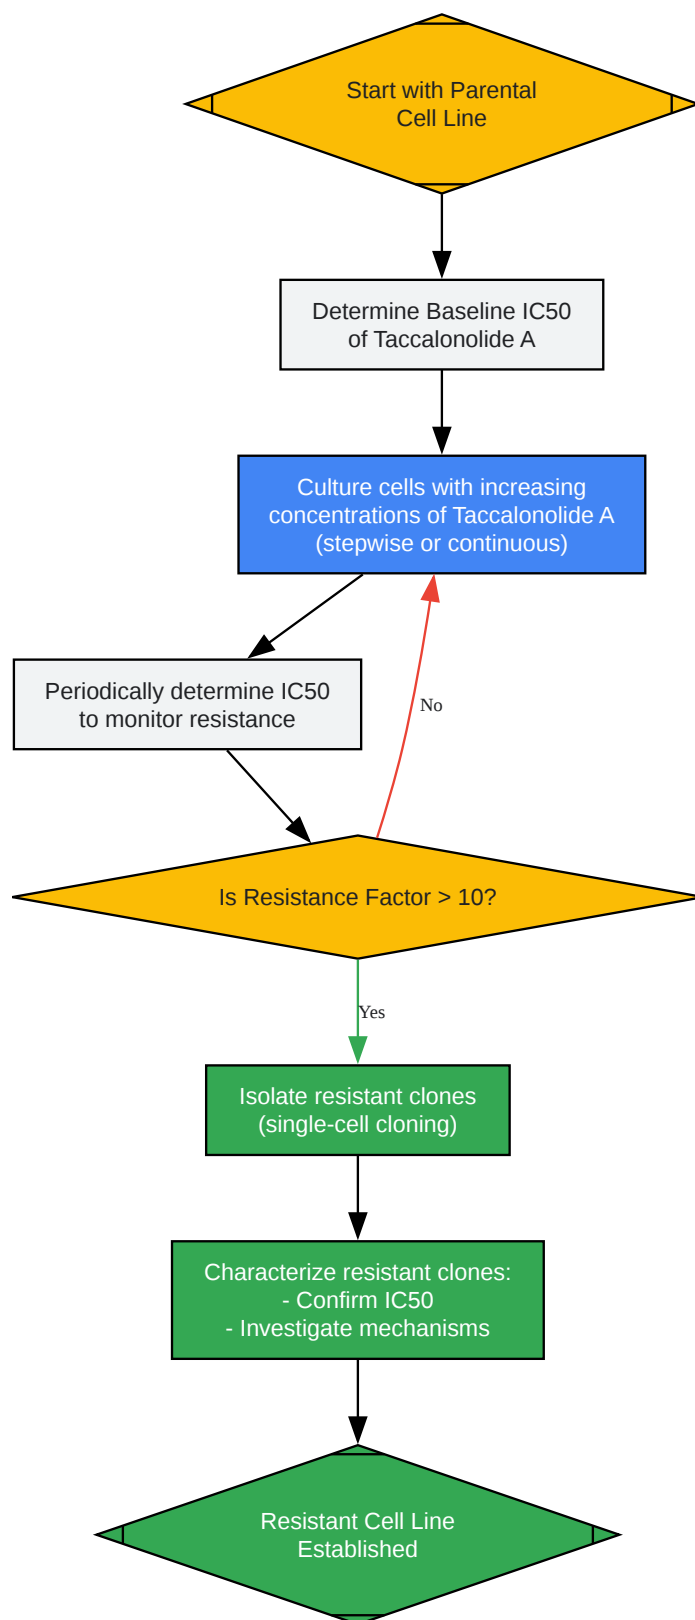 Start with Parental
Cell Line
Determine Baseline IC50
of Taccalonolide A
Culture cells with increasing
concentrations of Taccalonolide A
(stepwise or continuous)
Periodically determine IC50
to monitor resistance
No
Is Resistance Factor > 10?
Yes
Isolate resistant clones
(single-cell cloning)
Characterize resistant clones:
- Confirm IC50
- Investigate mechanisms
Resistant Cell Line
Established